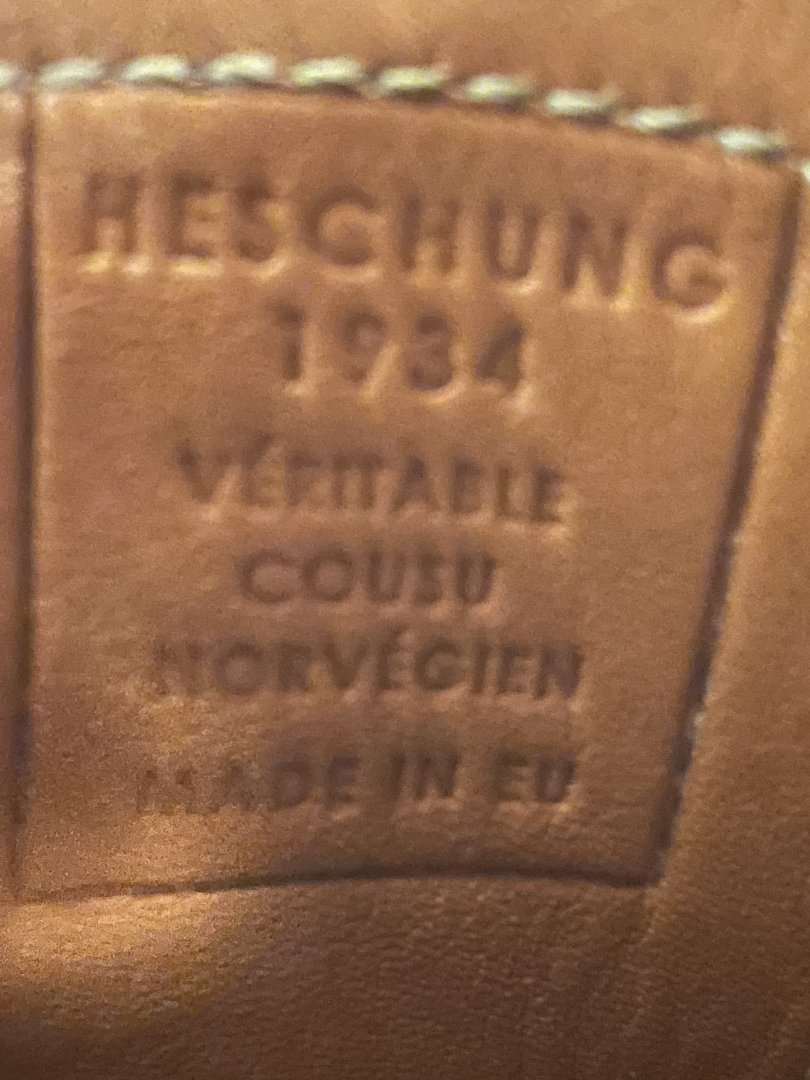 HESCHUNG
1934
VÉRITABLE
COUSU
NORVÉGIEN
MADE IN EU